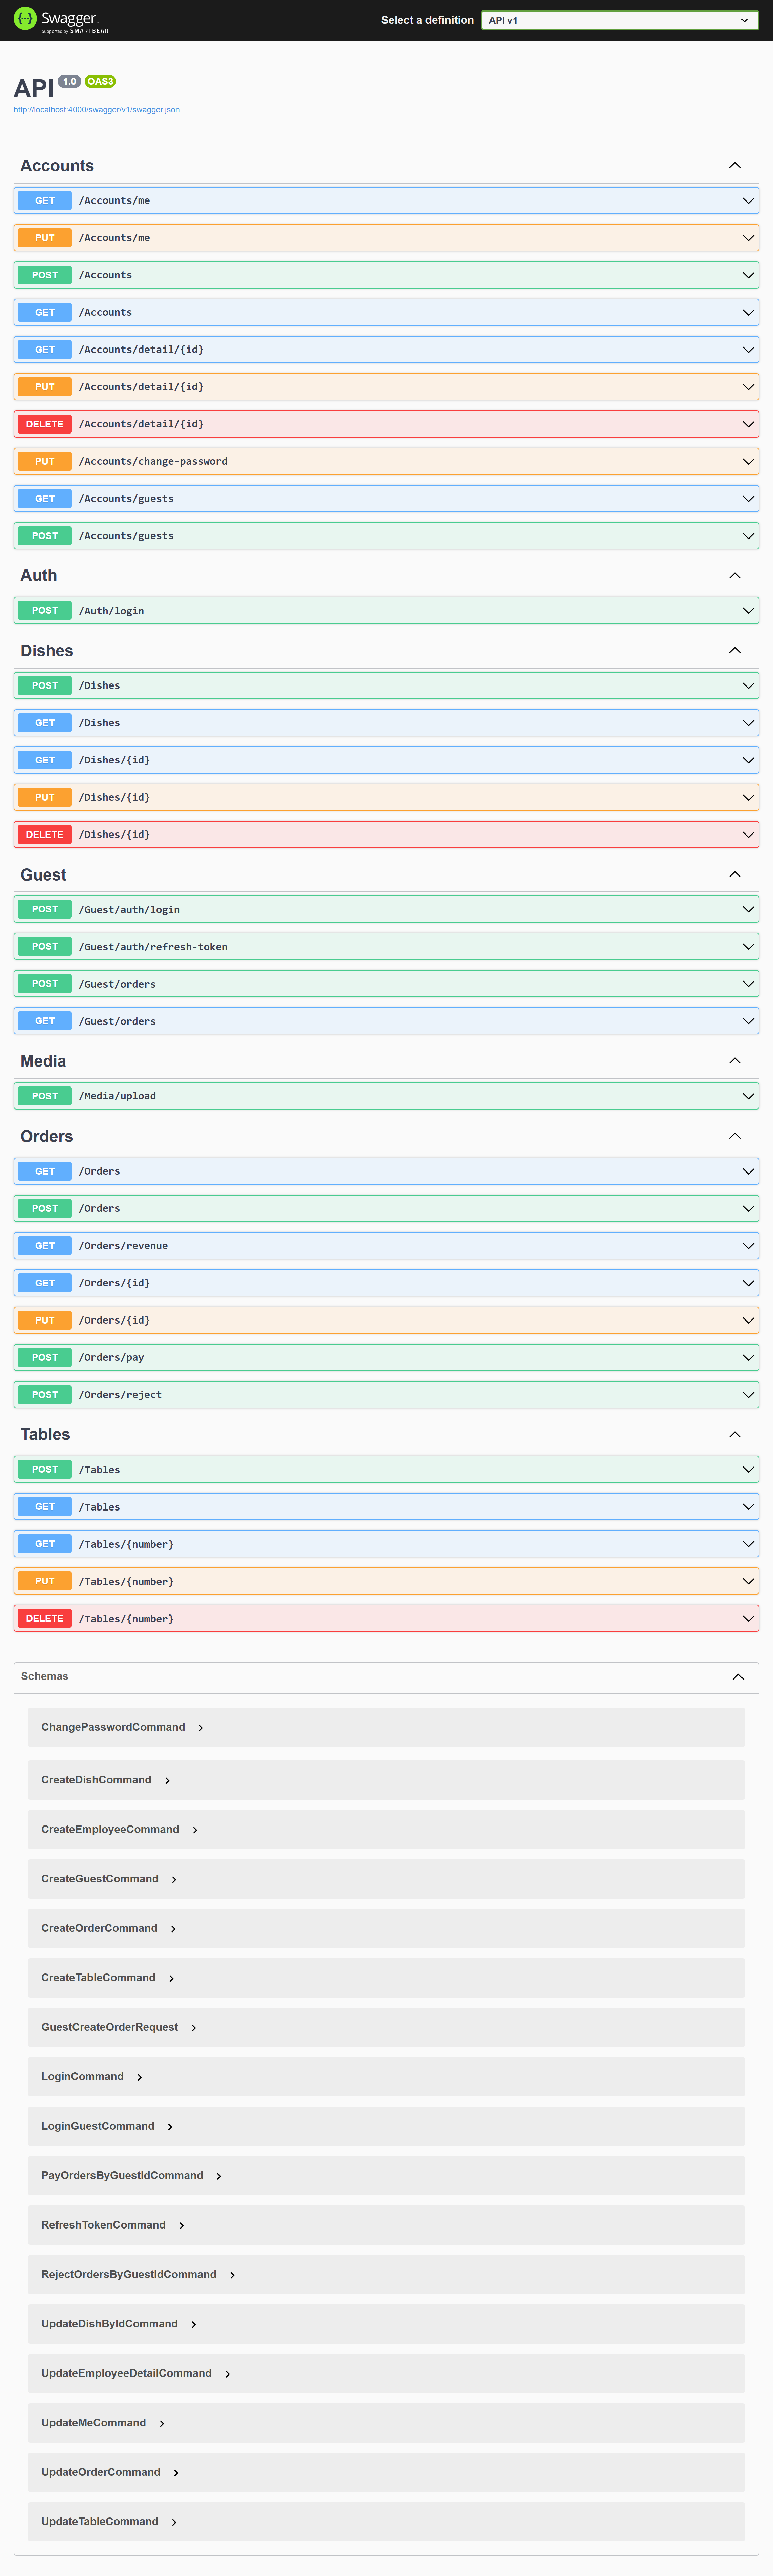 Swagger
Supported by SMARTBEAR
Select a definition
API v1
API 1.0 OAS3
http://localhost:4000/swagger/v1/swagger.json
Accounts
GET /Accounts/me
PUT /Accounts/me
POST /Accounts
GET /Accounts
GET /Accounts/detail/{id}
PUT /Accounts/detail/{id}
DELETE /Accounts/detail/{id}
PUT /Accounts/change-password
GET /Accounts/guests
POST /Accounts/guests
Auth
POST /Auth/login
Dishes
POST /Dishes
GET /Dishes
GET /Dishes/{id}
PUT /Dishes/{id}
DELETE /Dishes/{id}
Guest
POST /Guest/auth/login
POST /Guest/auth/refresh-token
POST /Guest/orders
GET /Guest/orders
Media
POST /Media/upload
Orders
GET /Orders
POST /Orders
GET /Orders/revenue
GET /Orders/{id}
PUT /Orders/{id}
POST /Orders/pay
POST /Orders/reject
Tables
POST /Tables
GET /Tables
GET /Tables/{number}
PUT /Tables/{number}
DELETE /Tables/{number}
Schemas
ChangePasswordCommand
CreateDishCommand
CreateEmployeeCommand
CreateGuestCommand
CreateOrderCommand
CreateTableCommand
GuestCreateOrderRequest
LoginCommand
LoginGuestCommand
PayOrdersByGuestIdCommand
RefreshTokenCommand
RejectOrdersByGuestIdCommand
UpdateDishByIdCommand
UpdateEmployeeDetailCommand
UpdateMeCommand
UpdateOrderCommand
UpdateTableCommand